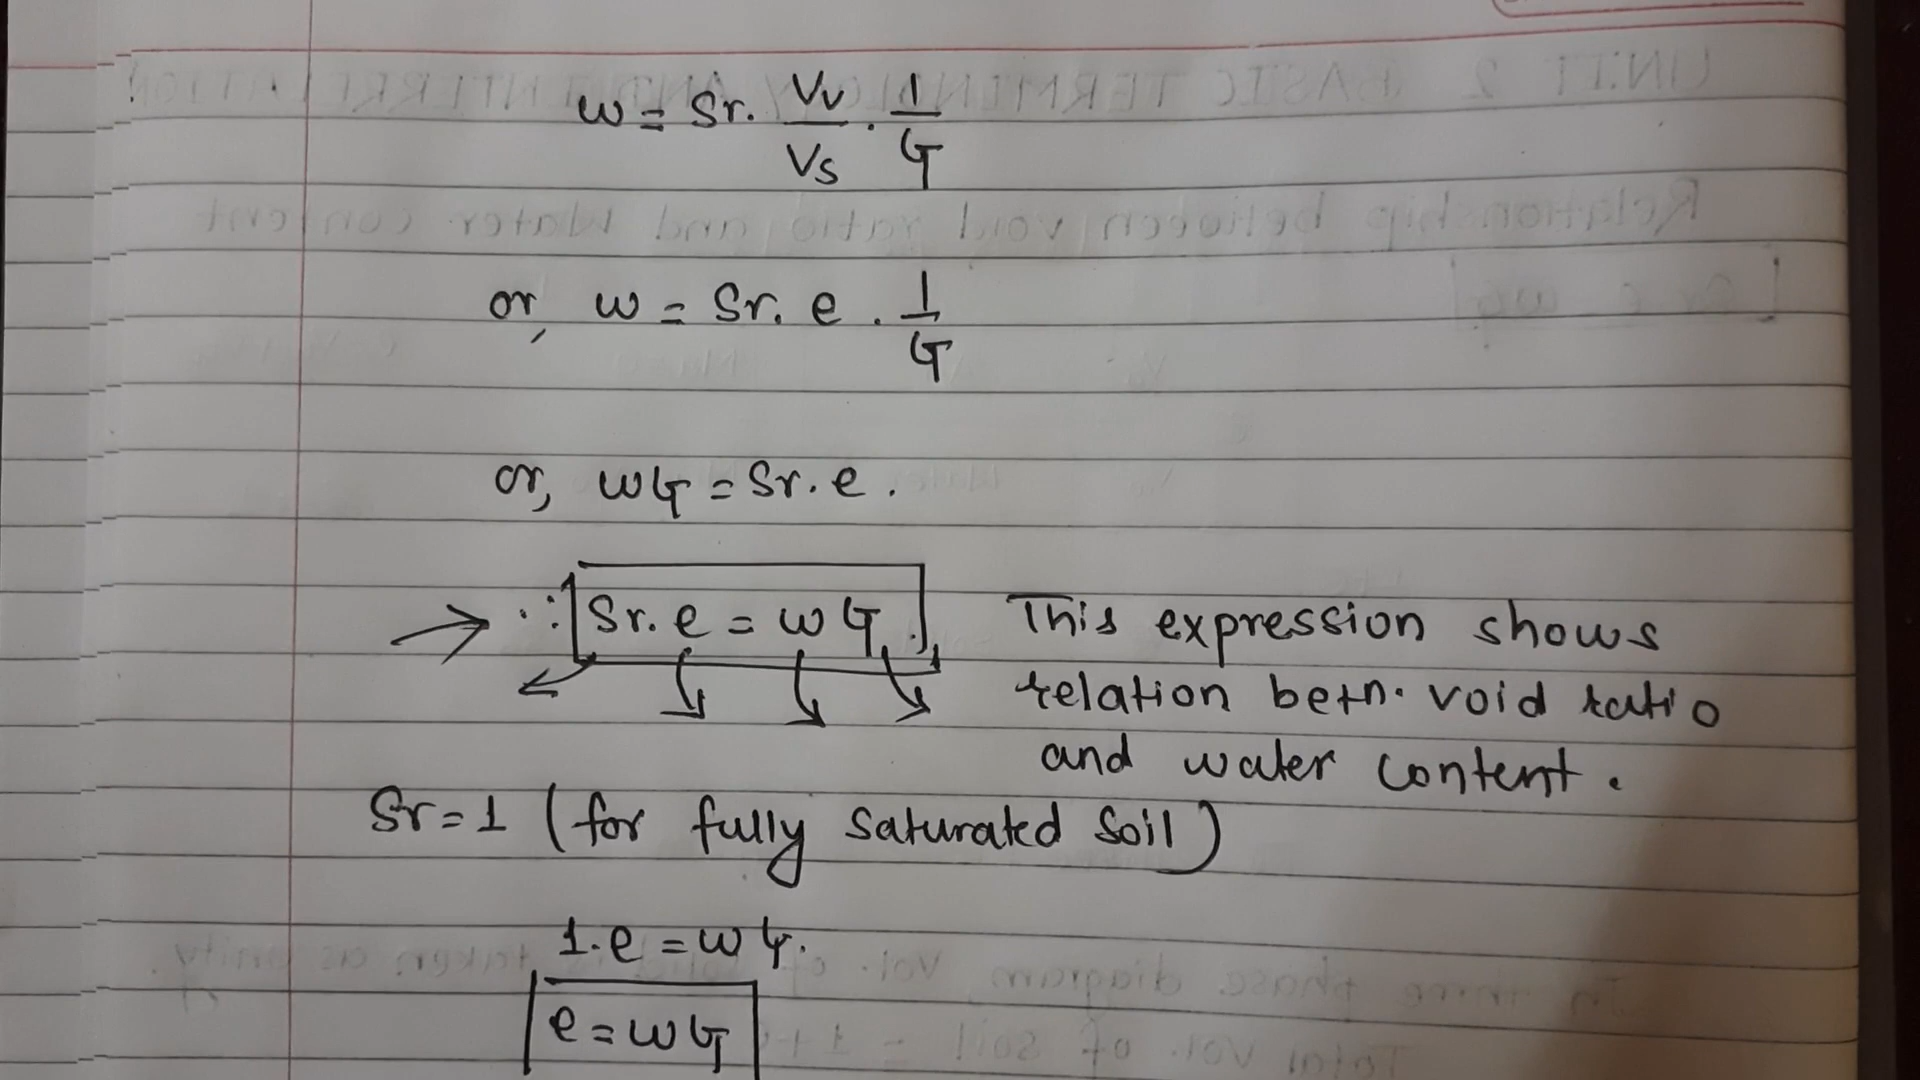 w = Sr. Vv/Vs . 1/G
or, w = Sr. e . 1/G
or, wG = Sr. e .
→ ∴ Sr. e = wG . This expression shows
relation betn. void ratio
and water content .
Sr = 1 (for fully saturated soil)
1. e = wG .
e = wG